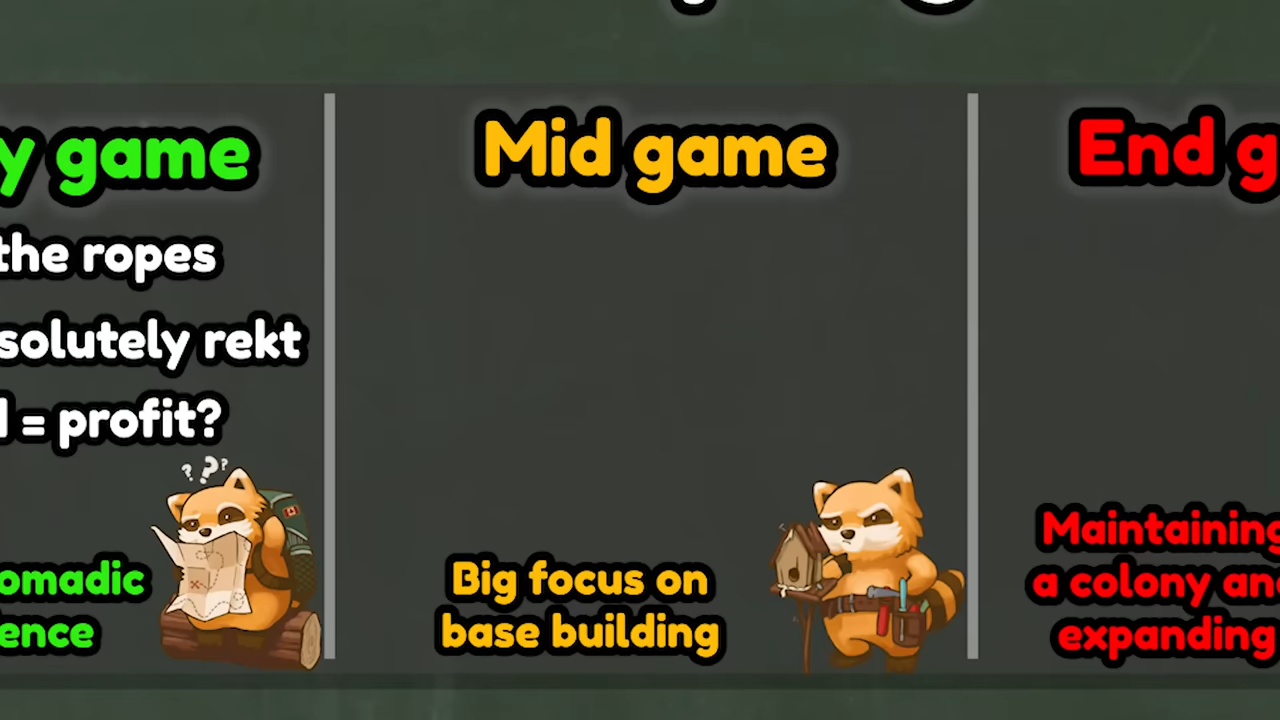 y game
the ropes
solutely rekt
= profit?
? ? ?
omadic
ence
Mid game
Big focus on
base building
End g
Maintaining
a colony an
expanding